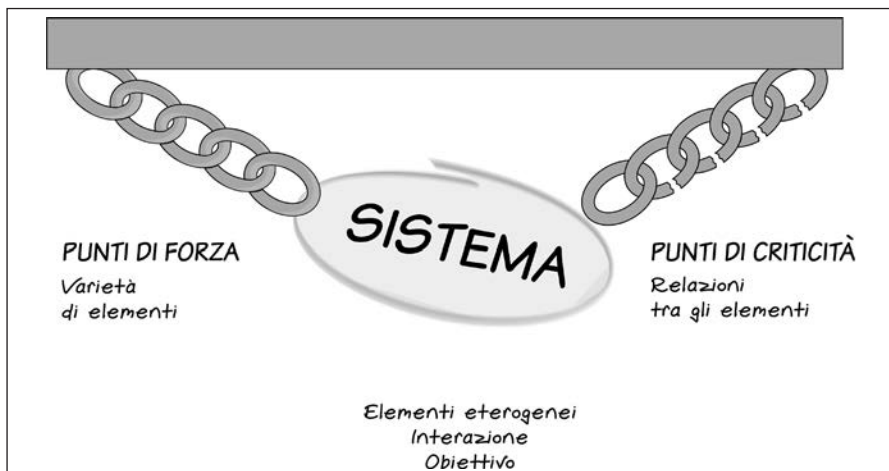 SISTEMA
PUNTI DI FORZA
Varietà
di elementi
PUNTI DI CRITICITÀ
Relazioni
tra gli elementi
Elementi eterogenei
Interazione
Obiettivo